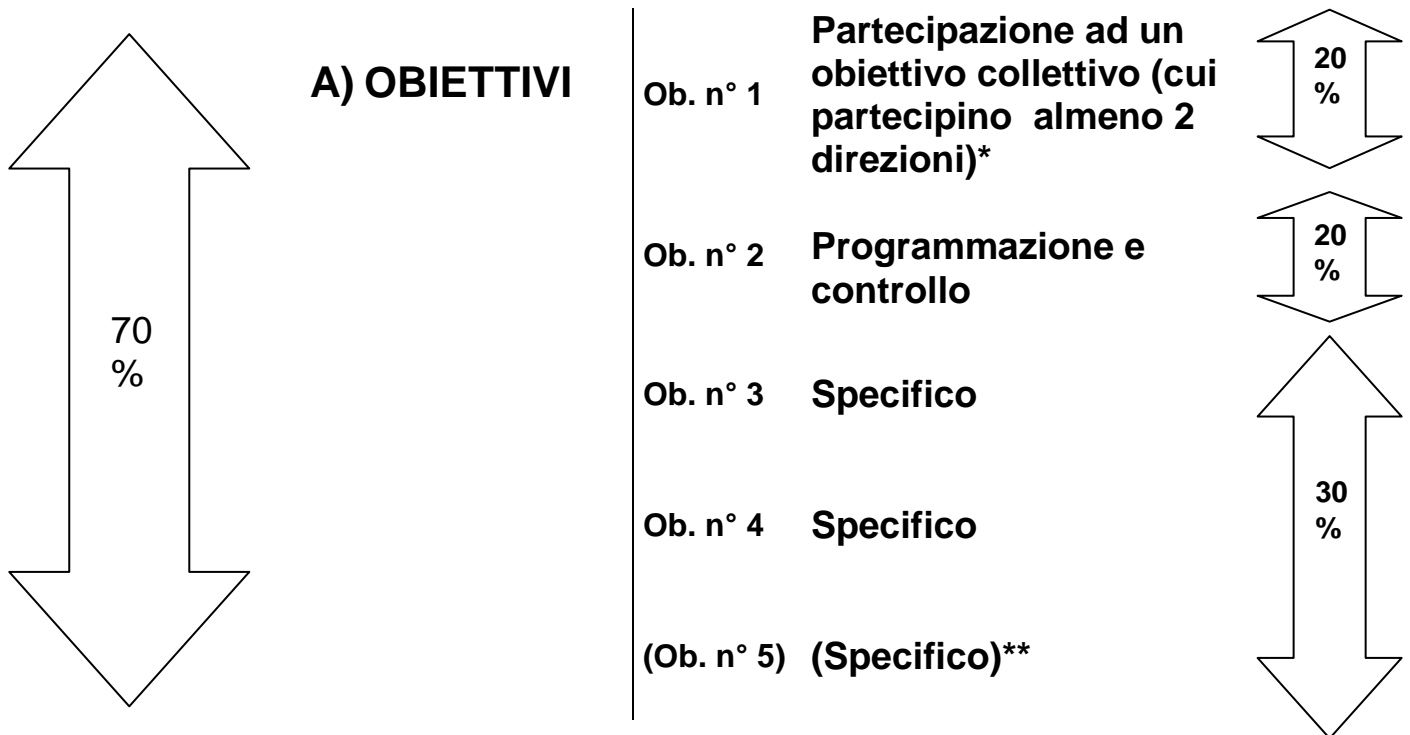 70
%
A) OBIETTIVI
Ob. n° 1
Partecipazione ad un
obiettivo collettivo (cui
partecipino almeno 2
direzioni)*
20
%
Ob. n° 2
Programmazione e
controllo
20
%
Ob. n° 3
Specifico
Ob. n° 4
Specifico
30
%
(Ob. n° 5)
(Specifico)**